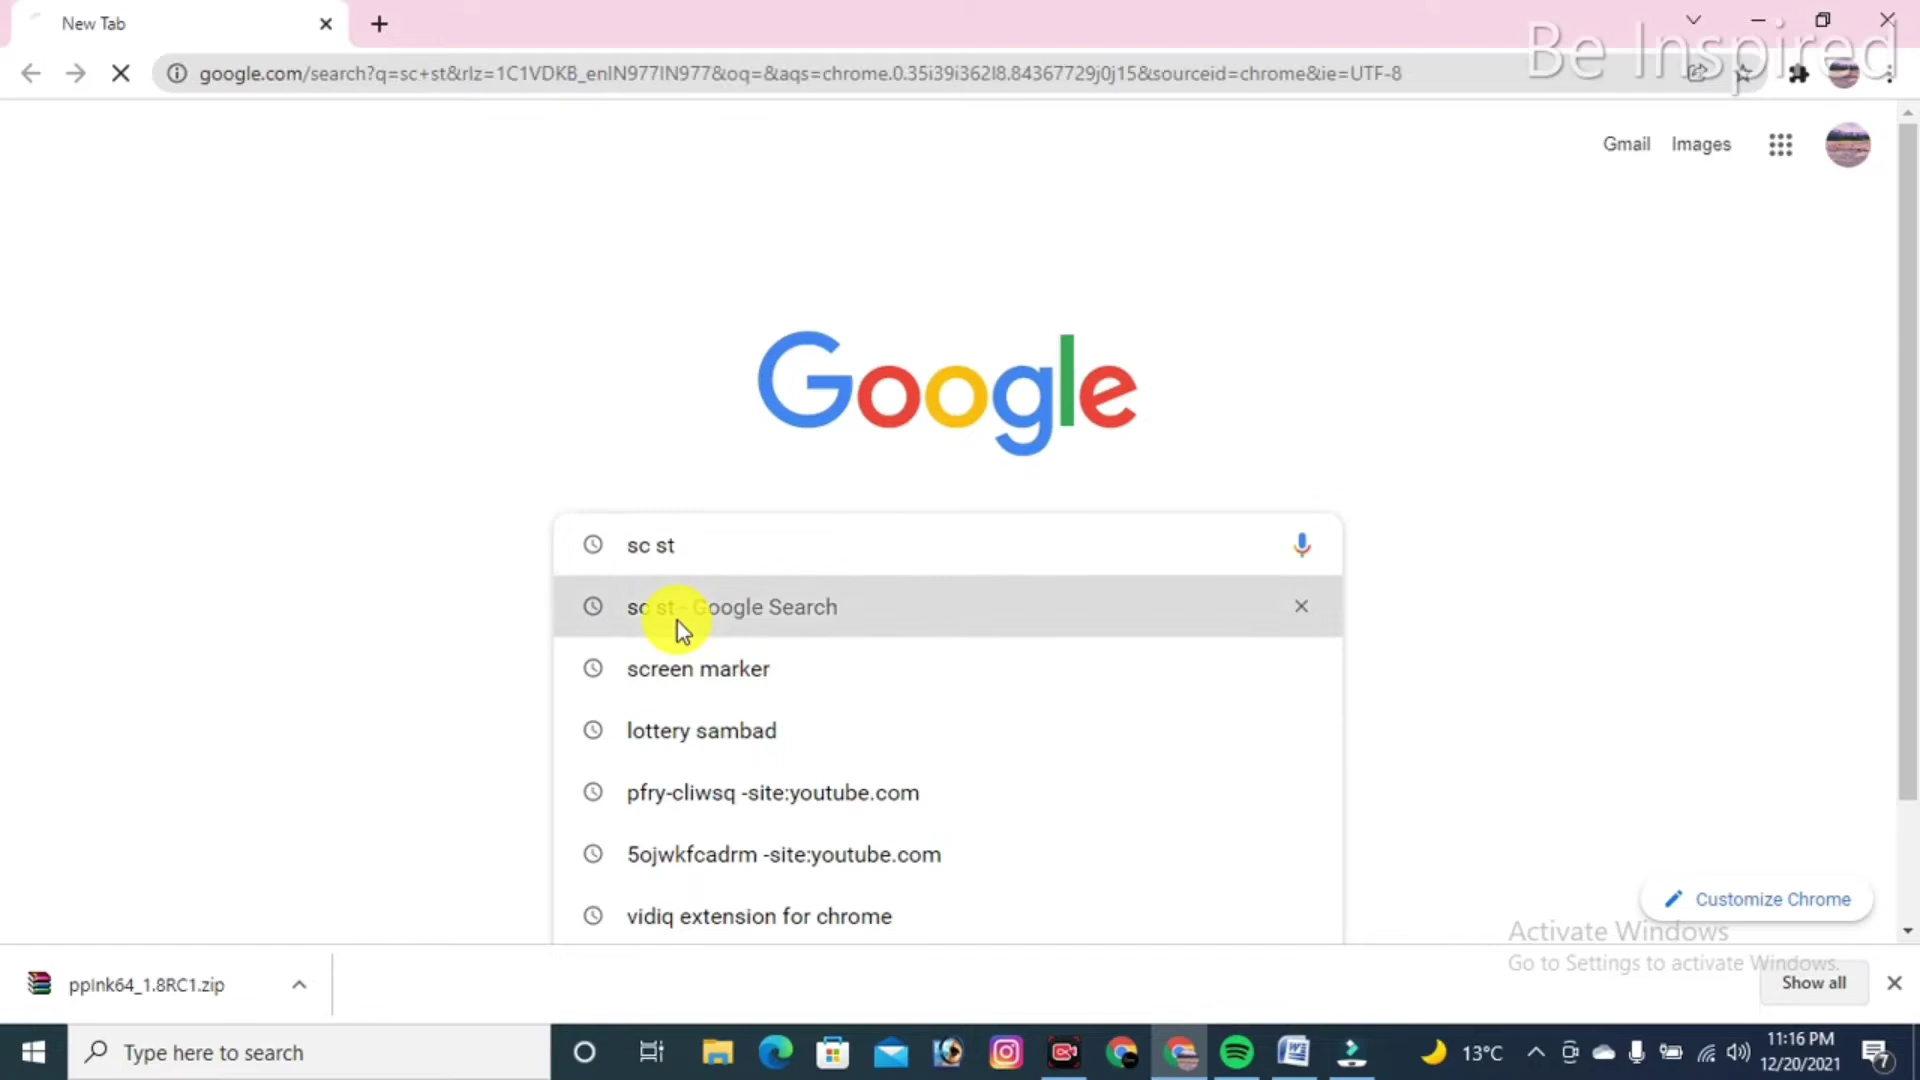 New Tab
Be Inspired
google.com/search?q=sc+st&rlz=1C1VDKB_enIN977IN977&oq=&aqs=chrome.0.35i39i362l8.84367729j0j15&sourceid=chrome&ie=UTF-8
Gmail Images
Google
sc st
sc st - Google Search
screen marker
lottery sambad
pfry-cliwsq -site:youtube.com
5ojwkfcadrm -site:youtube.com
vidiq extension for chrome
Customize Chrome
Activate Windows
Go to Settings to activate Windows.
ppInk64_1.8RC1.zip
Show all
Type here to search
13°C
11:16 PM
12/20/2021
7